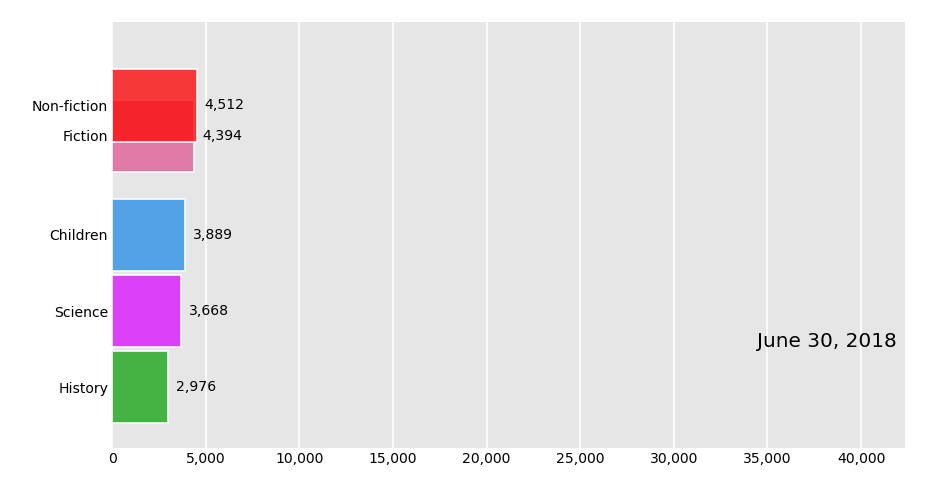 Non-fiction 4,512
Fiction 4,394
Children 3,889
Science 3,668
June 30, 2018
History 2,976
0 5,000 10,000 15,000 20,000 25,000 30,000 35,000 40,000